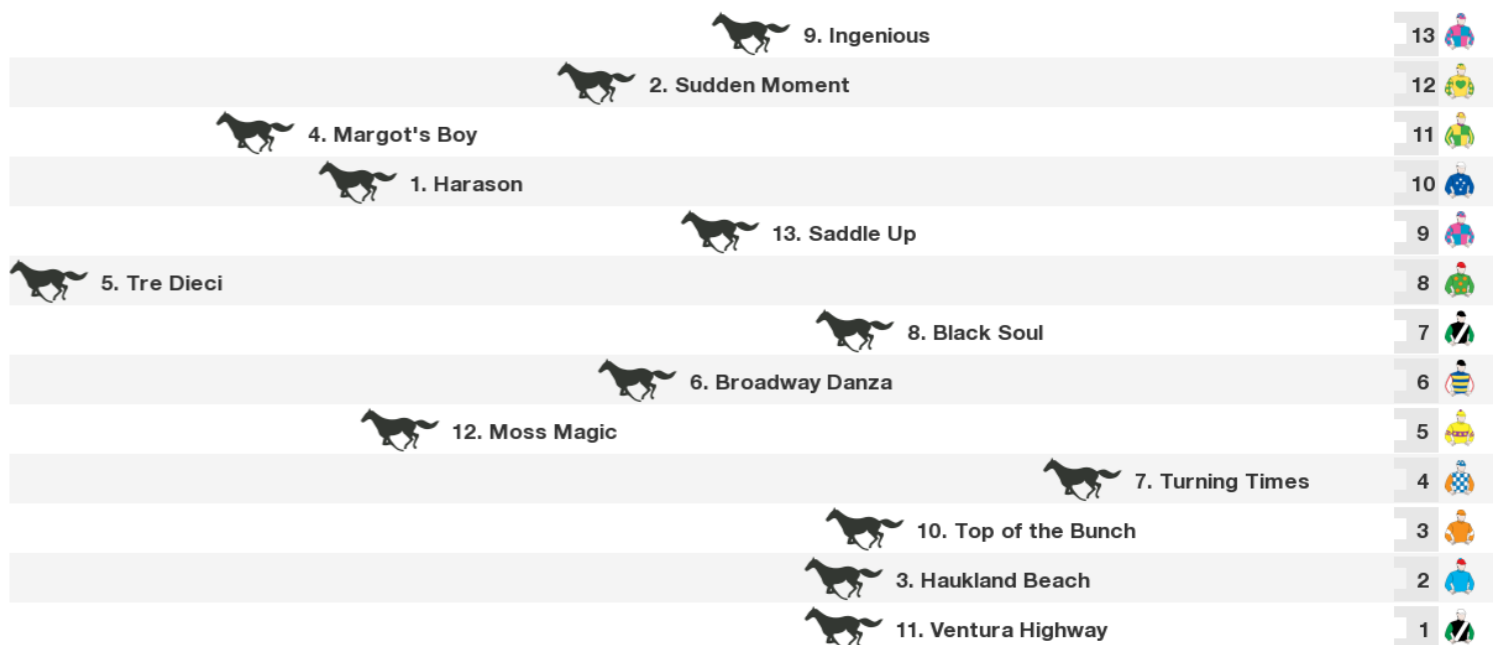 9. Ingenious 13
2. Sudden Moment 12
4. Margot's Boy 11
1. Harason 10
13. Saddle Up 9
5. Tre Dieci 8
8. Black Soul 7
6. Broadway Danza 6
12. Moss Magic 5
7. Turning Times 4
10. Top of the Bunch 3
3. Haukland Beach 2
11. Ventura Highway 1